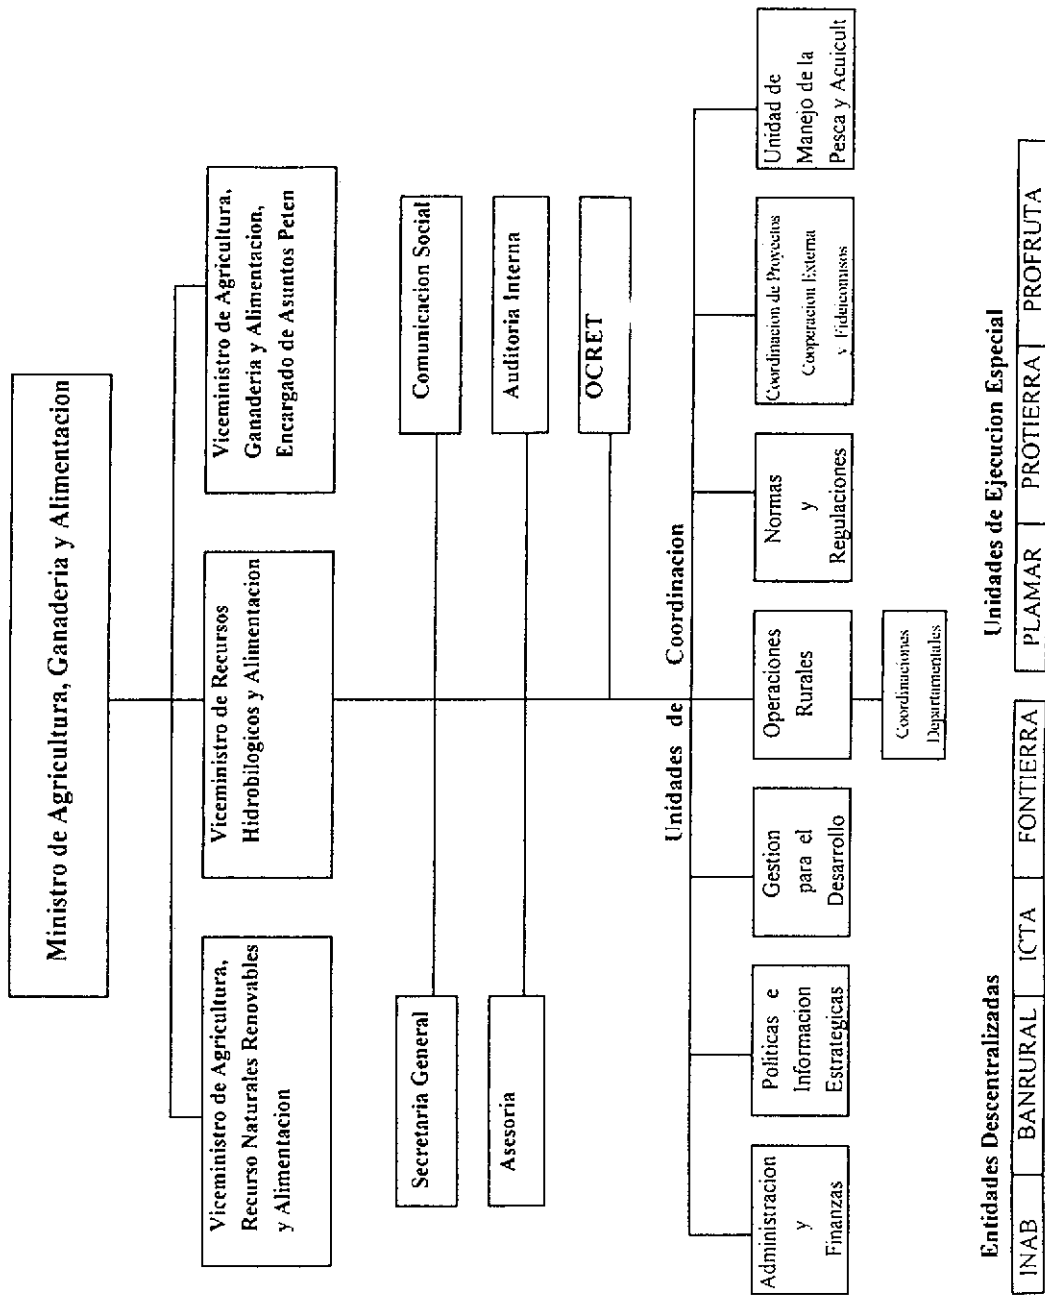 Ministro de Agricultura, Ganaderia y Alimentacion
Viceministro de Agricultura,
Recurso Naturales Renovables
y Alimentacion
Viceministro de Recursos
Hidrobilogicos y Alimentacion
Viceministro de Agricultura,
Ganaderia y Alimentacion,
Encargado de Asuntos Peten
Secretaria General
Comunicacion Social
Asesoria
Auditoria Interna
OCRET
Unidades de Coordinacion
Administracion
y
Finanzas
Politicas e
Informacion
Estrategicas
Gestion
para el
Desarrollo
Operaciones
Rurales
Normas
y
Regulaciones
Coordinacion de Proyectos
Cooperacion Externa
y Fideicomisos
Unidad de
Manejo de la
Pesca y Acuicult
Coordinaciones
Departamentales
Entidades Descentralizadas
INAB BANRURAL ICTA FONTIERRA
Unidades de Ejecucion Especial
PLAMAR PROTIERRA PROFRUTA